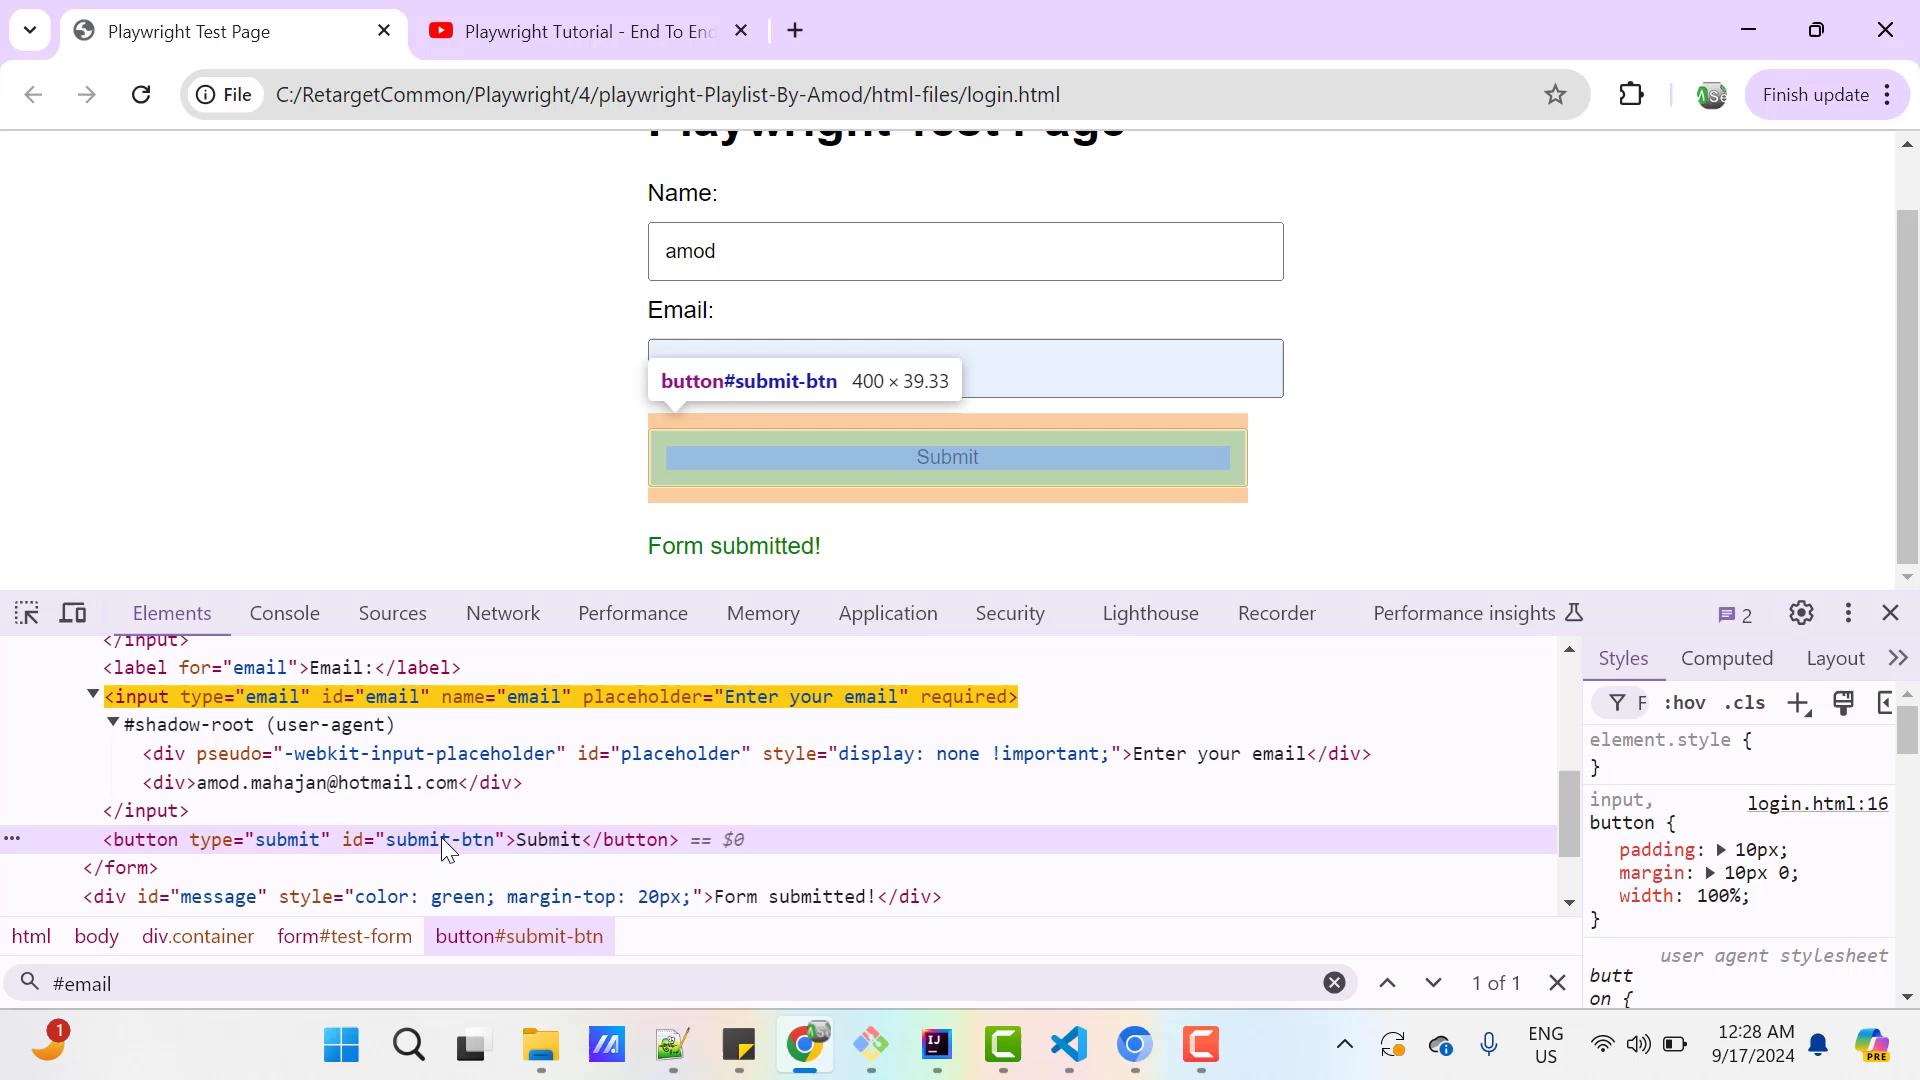 Playwright Test Page
Playwright Tutorial - End To End
File
C:/RetargetCommon/Playwright/4/playwright-Playlist-By-Amod/html-files/login.html
Finish update
Playwright Test Page
Name:
amod
Email:
button#submit-btn 400 × 39.33
Submit
Form submitted!
Elements Console Sources Network Performance Memory Application Security Lighthouse Recorder Performance insights 2
</input>
<label for="email">Email:</label>
<input type="email" id="email" name="email" placeholder="Enter your email" required>
#shadow-root (user-agent)
<div pseudo="-webkit-input-placeholder" id="placeholder" style="display: none !important;">Enter your email</div>
<div>amod.mahajan@hotmail.com</div>
</input>
<button type="submit" id="submit-btn">Submit</button> == $0
</form>
<div id="message" style="color: green; margin-top: 20px;">Form submitted!</div>
html body div.container form#test-form button#submit-btn
#email
1 of 1
Styles Computed Layout
F :hov .cls
element.style {
}
input, login.html:16
button {
padding: 10px;
margin: 10px 0;
width: 100%;
}
user agent stylesheet
butt
on {
1
ENG
US
12:28 AM
9/17/2024
PRE